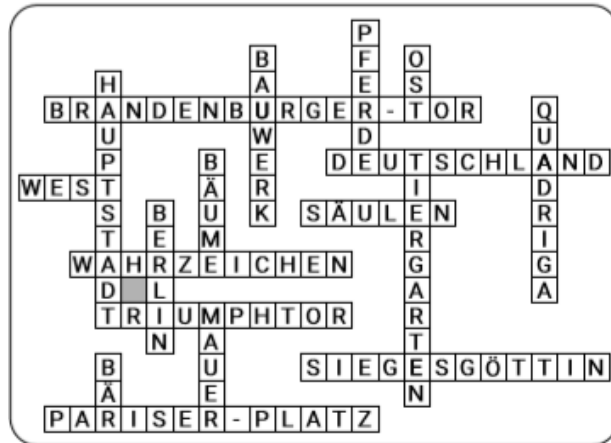 PFERDE
BAUWERK
OST
HAUPTSTADT
BRANDENBURGER-TOR
QUADRIGA
BÄUME
DEUTSCHLAND
TIERGARTEN
WEST
BERLIN
SÄULEN
WAHRZEICHEN
TRIUMPHTOR
MAUER
BÄR
SIEGESGÖTTIN
PARISER-PLATZ